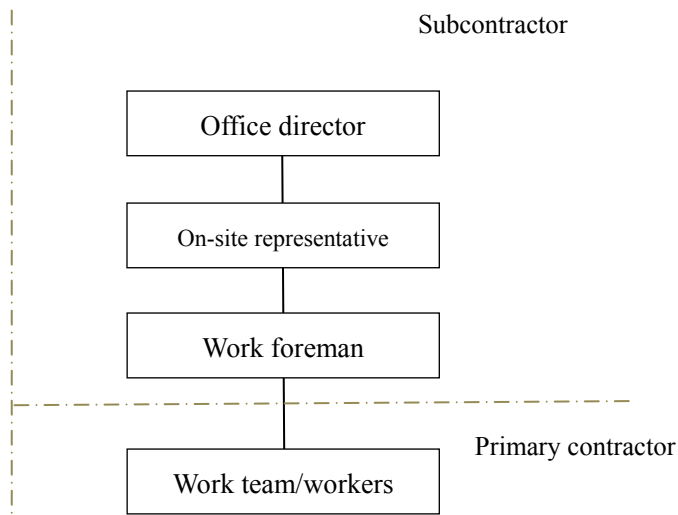 Subcontractor
Office director
On-site representative
Work foreman
Primary contractor
Work team/workers